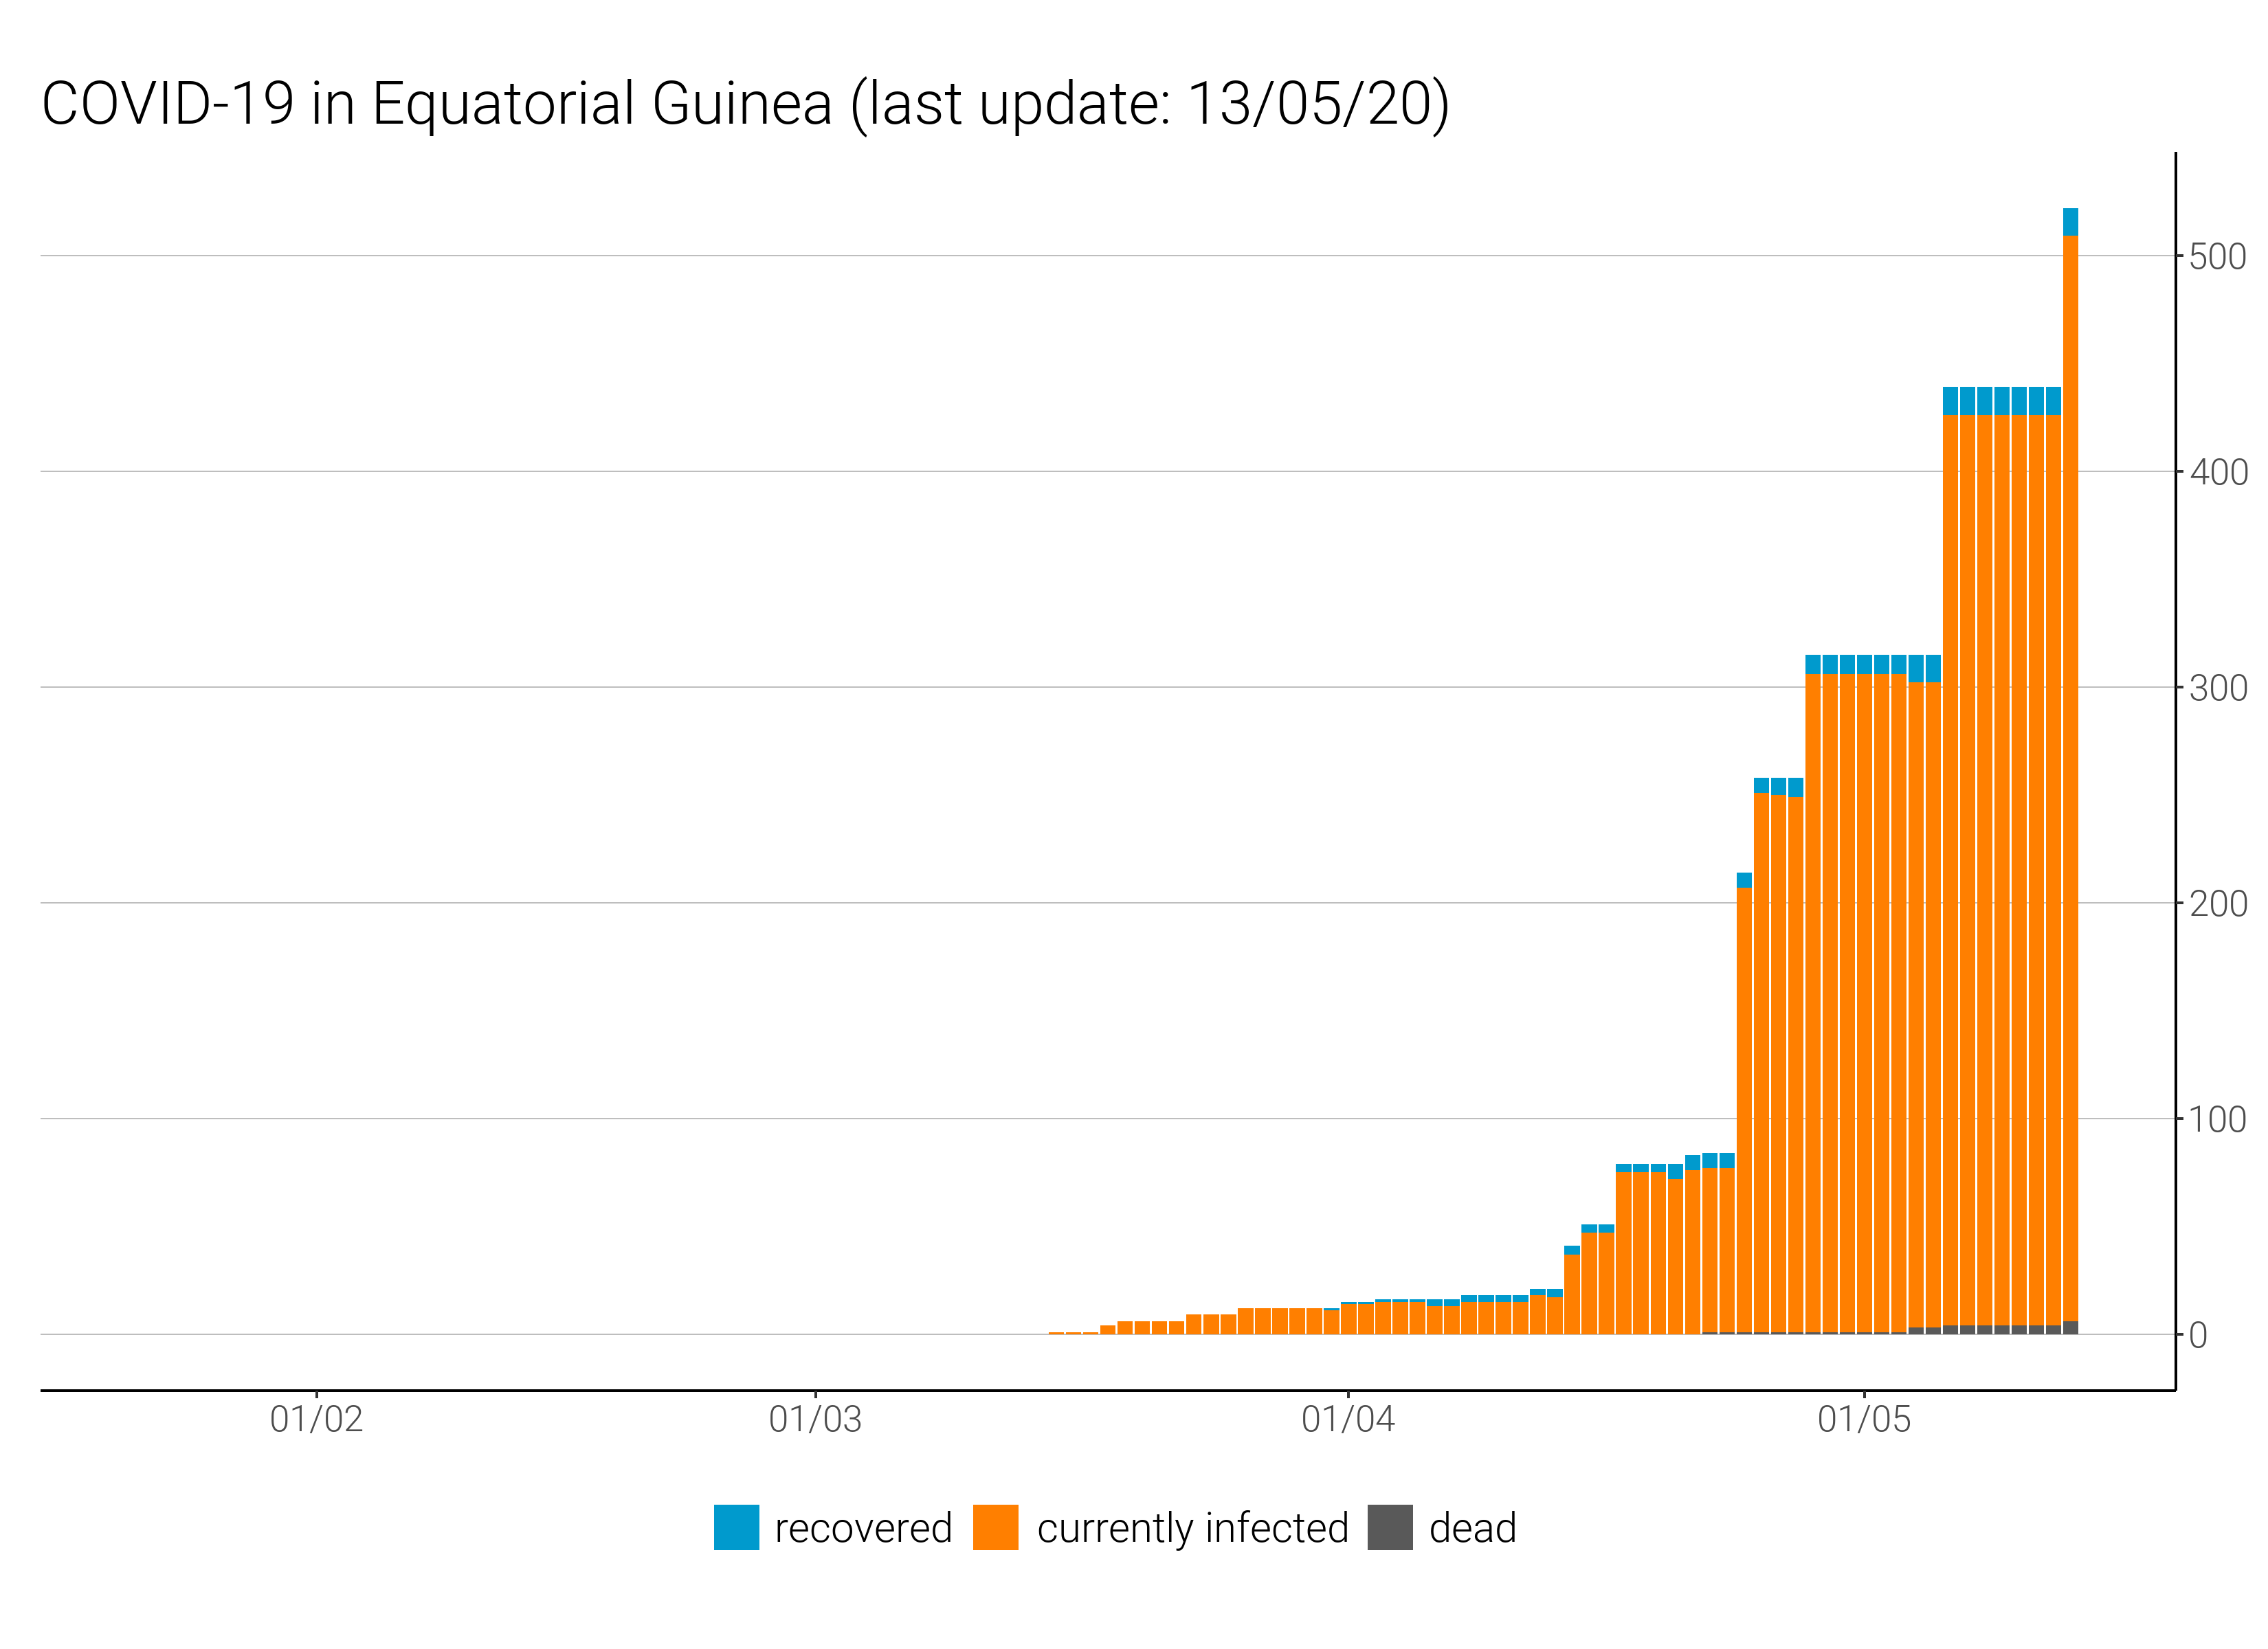 COVID-19 in Equatorial Guinea (last update: 13/05/20)
500
400
300
200
100
0
01/02 01/03 01/04 01/05
recovered currently infected dead